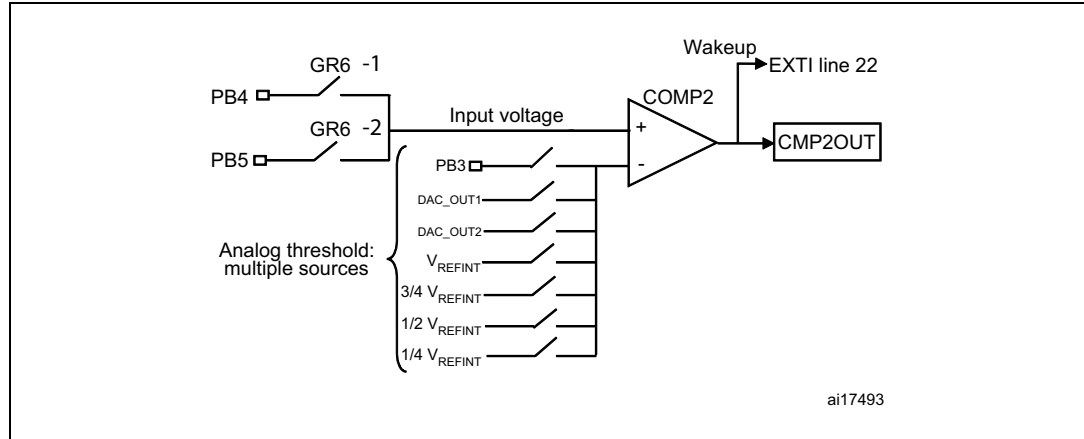 Wakeup
EXTI line 22
GR6 -1
PB4
COMP2
GR6 -2
Input voltage
+
CMP2OUT
PB5
PB3
-
DAC_OUT1
DAC_OUT2
Analog threshold:
multiple sources
VREFINT
3/4 VREFINT
1/2 VREFINT
1/4 VREFINT
ai17493